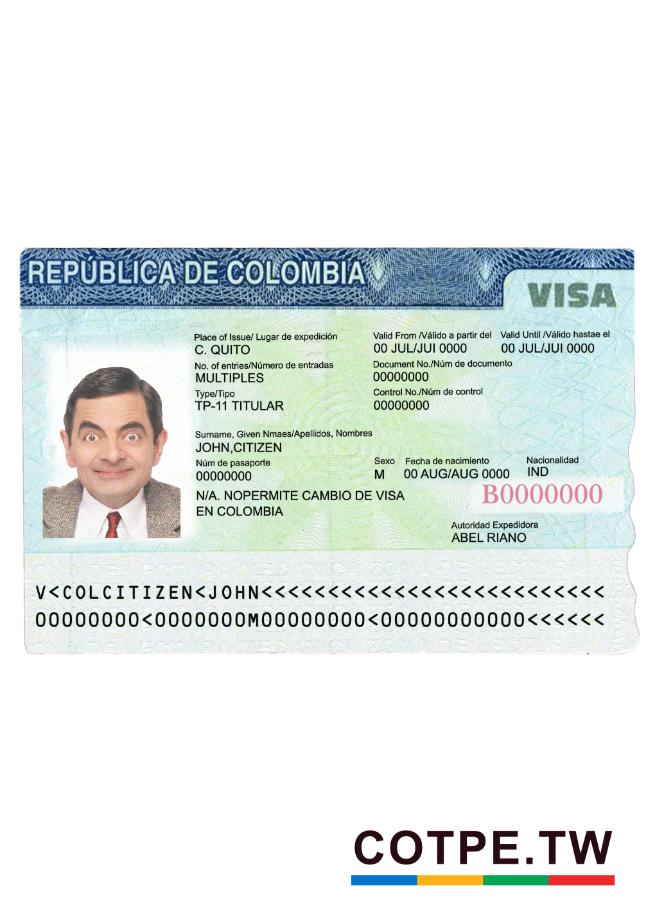 REPÚBLICA DE COLOMBIA
VISA
Place of Issue/ Lugar de expedición
C. QUITO
Valid From /Válido a partir del
00 JUL/JUI 0000
Valid Until /Válido hastae el
00 JUL/JUI 0000
No. of entries/Número de entradas
MULTIPLES
Document No./Núm de documento
00000000
Type/Tipo
TP-11 TITULAR
Control No./Núm de control
00000000
Surname, Given Nmaes/Apellidos, Nombres
JOHN,CITIZEN
Núm de pasaporte
00000000
Sexo
M
Fecha de nacimiento
00 AUG/AUG 0000
Nacionalidad
IND
N/A. NOPERMITE CAMBIO DE VISA
EN COLOMBIA
B0000000
Autoridad Expedidora
ABEL RIANO
V<COLCITIZEN<JOHN<<<<<<<<<<<<<<<<<<<<<<<<<<
00000000<0000000M00000000<00000000000<<<<<<
COTPE.TW